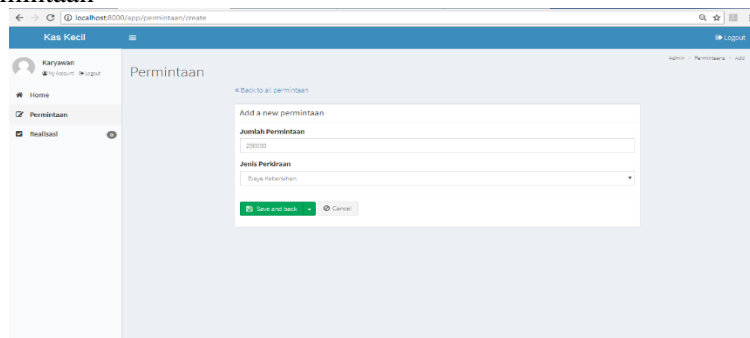 mintaan
localhost:8000/app/permintaan/create
Kas Kecil
Logout
Karyawan
My Account Logout
Permintaan
Admin > Permintaans > Add
Home
Permintaan
Realisasi 0
Back to all permintaan
Add a new permintaan
Jumlah Permintaan
Jenis Perkiraan
Biaya Kebersihan
Save and back
Cancel